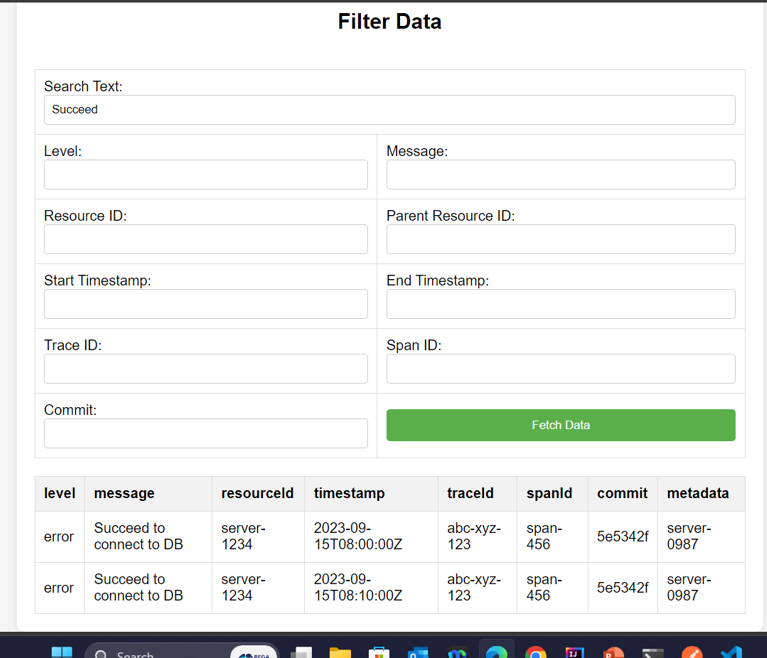 Filter Data
Search Text:
Succeed
Level:
Message:
Resource ID:
Parent Resource ID:
Start Timestamp:
End Timestamp:
Trace ID:
Span ID:
Commit:
Fetch Data
level message resourceId timestamp traceId spanId commit metadata
error Succeed to connect to DB server-1234 2023-09-15T08:00:00Z abc-xyz-123 span-456 5e5342f server-0987
error Succeed to connect to DB server-1234 2023-09-15T08:10:00Z abc-xyz-123 span-456 5e5342f server-0987
Search